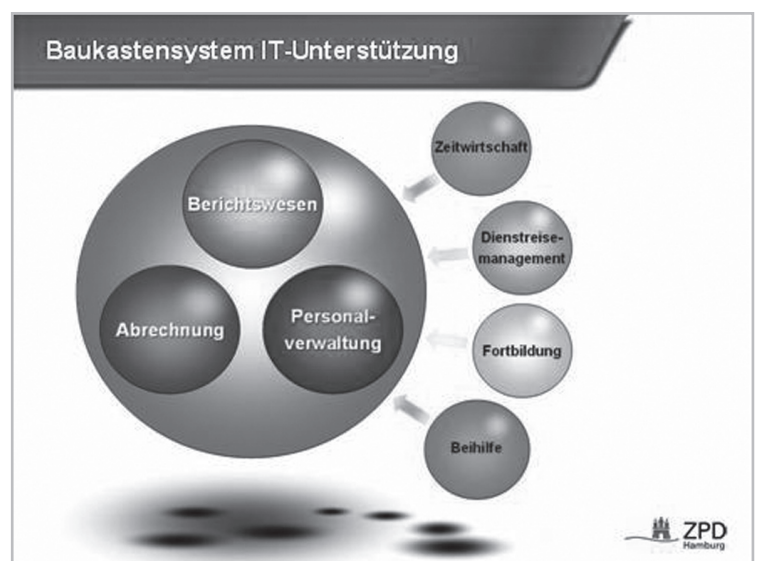 Baukastensystem IT-Unterstützung
Berichtswesen
Abrechnung
Personal-
verwaltung
Zeitwirtschaft
Dienstreise-
management
Fortbildung
Beihilfe
ZPD
Hamburg